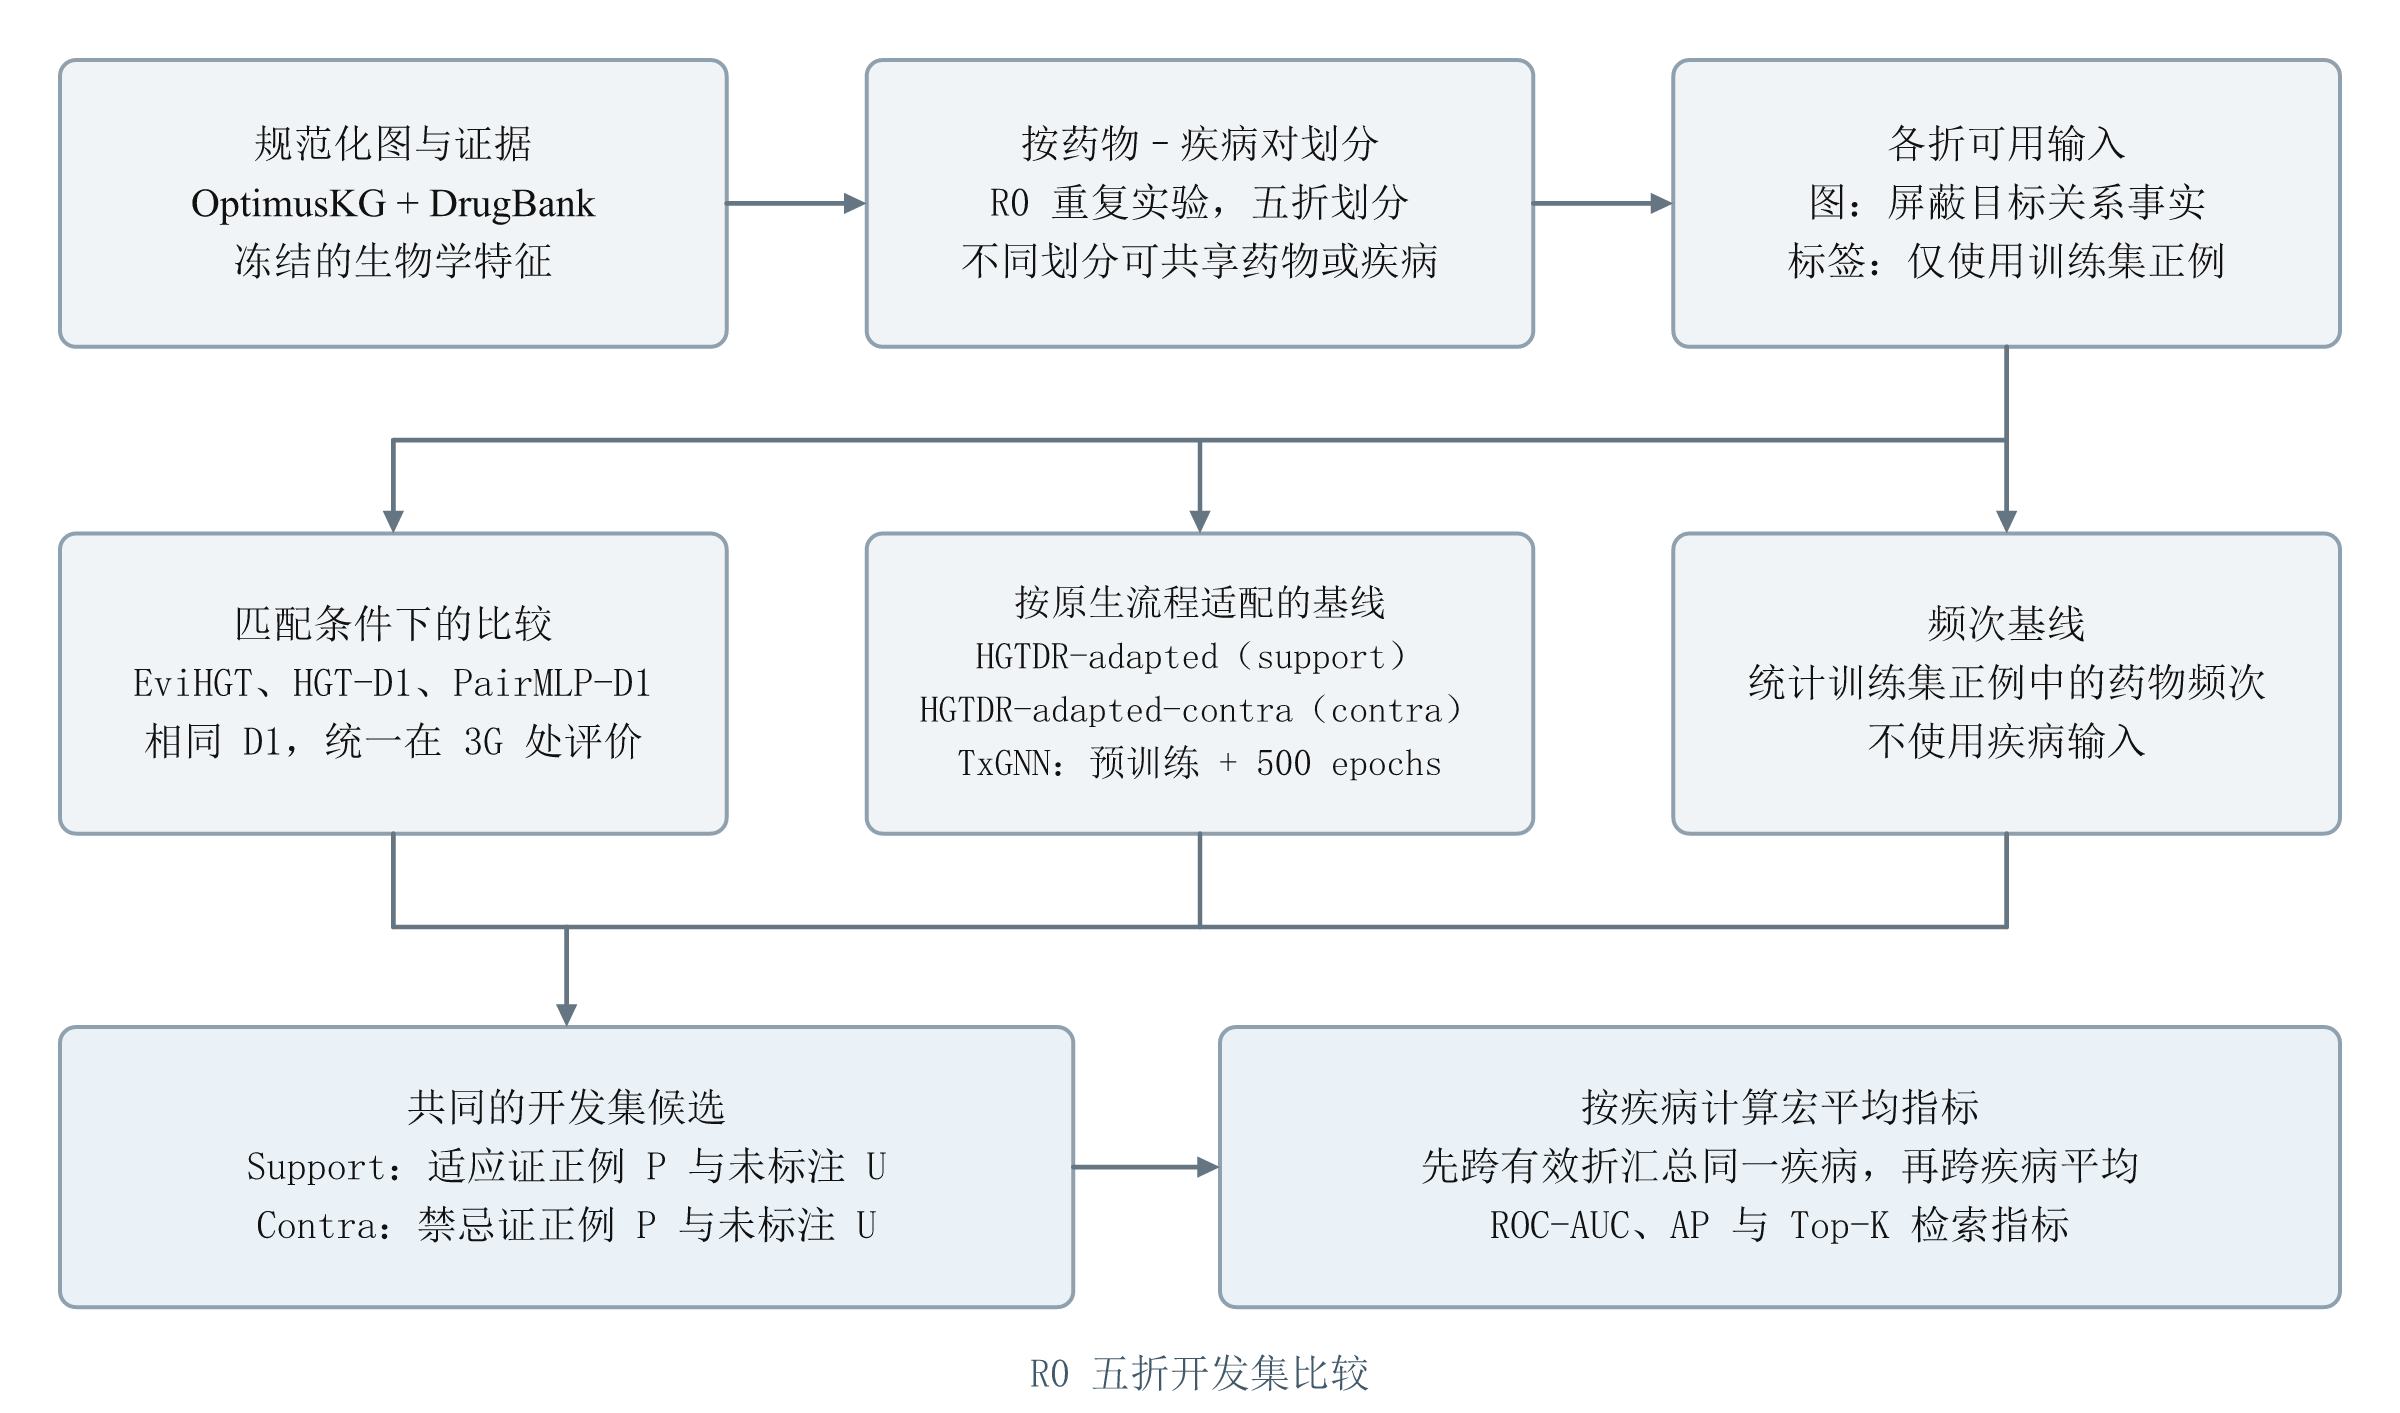 规范化图与证据
OptimusKG + DrugBank
冻结的生物学特征
按药物-疾病对划分
R0 重复实验，五折划分
不同划分可共享药物或疾病
各折可用输入
图：屏蔽目标关系事实
标签：仅使用训练集正例
匹配条件下的比较
EviHGT、HGT-D1、PairMLP-D1
相同 D1，统一在 3G 处评价
按原生流程适配的基线
HGTDR-adapted（support）
HGTDR-adapted-contra（contra）
TxGNN：预训练 + 500 epochs
频次基线
统计训练集正例中的药物频次
不使用疾病输入
共同的开发集候选
Support：适应证正例 P 与未标注 U
Contra：禁忌证正例 P 与未标注 U
按疾病计算宏平均指标
先跨有效折汇总同一疾病，再跨疾病平均
ROC-AUC、AP 与 Top-K 检索指标
R0 五折开发集比较